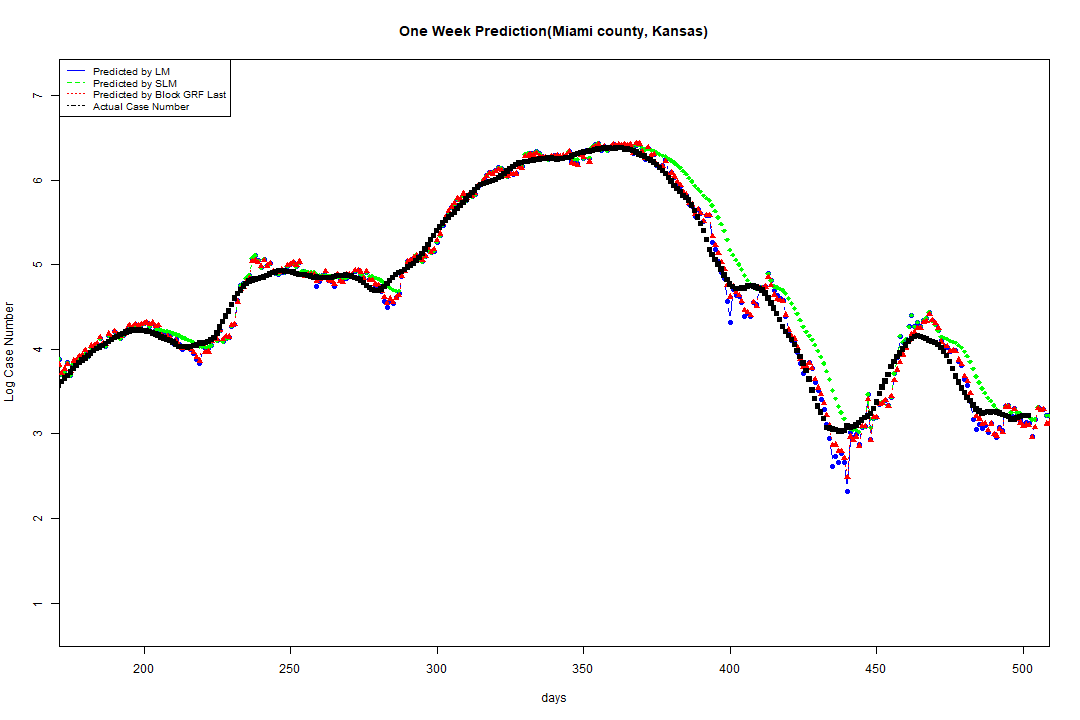 One Week Prediction(Miami county, Kansas)
Predicted by LM
Predicted by SLM
Predicted by Block GRF Last
Actual Case Number
7
6
5
4
3
2
1
Log Case Number
200 250 300 350 400 450 500
days